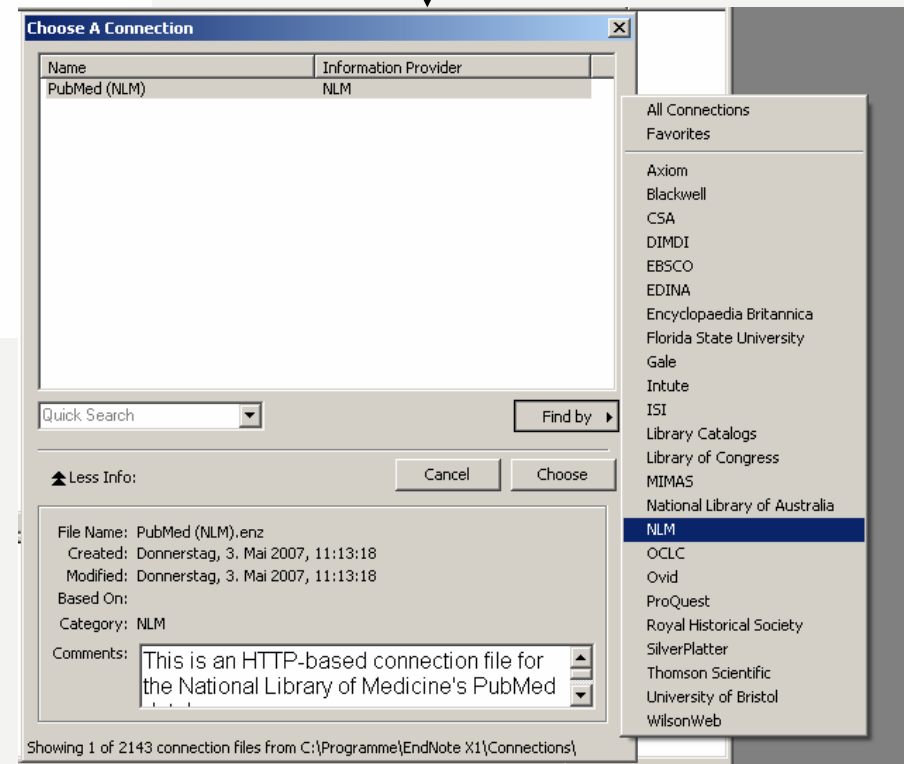 Choose A Connection
Name Information Provider
PubMed (NLM) NLM
Quick Search Find by
Less Info: Cancel Choose
File Name: PubMed (NLM).enz
Created: Donnerstag, 3. Mai 2007, 11:13:18
Modified: Donnerstag, 3. Mai 2007, 11:13:18
Based On:
Category: NLM
Comments: This is an HTTP-based connection file for
the National Library of Medicine's PubMed
Showing 1 of 2143 connection files from C:\Programme\EndNote X1\Connections\
All Connections
Favorites
Axiom
Blackwell
CSA
DIMDI
EBSCO
EDINA
Encyclopaedia Britannica
Florida State University
Gale
Intute
ISI
Library Catalogs
Library of Congress
MIMAS
National Library of Australia
NLM
OCLC
Ovid
ProQuest
Royal Historical Society
SilverPlatter
Thomson Scientific
University of Bristol
WilsonWeb